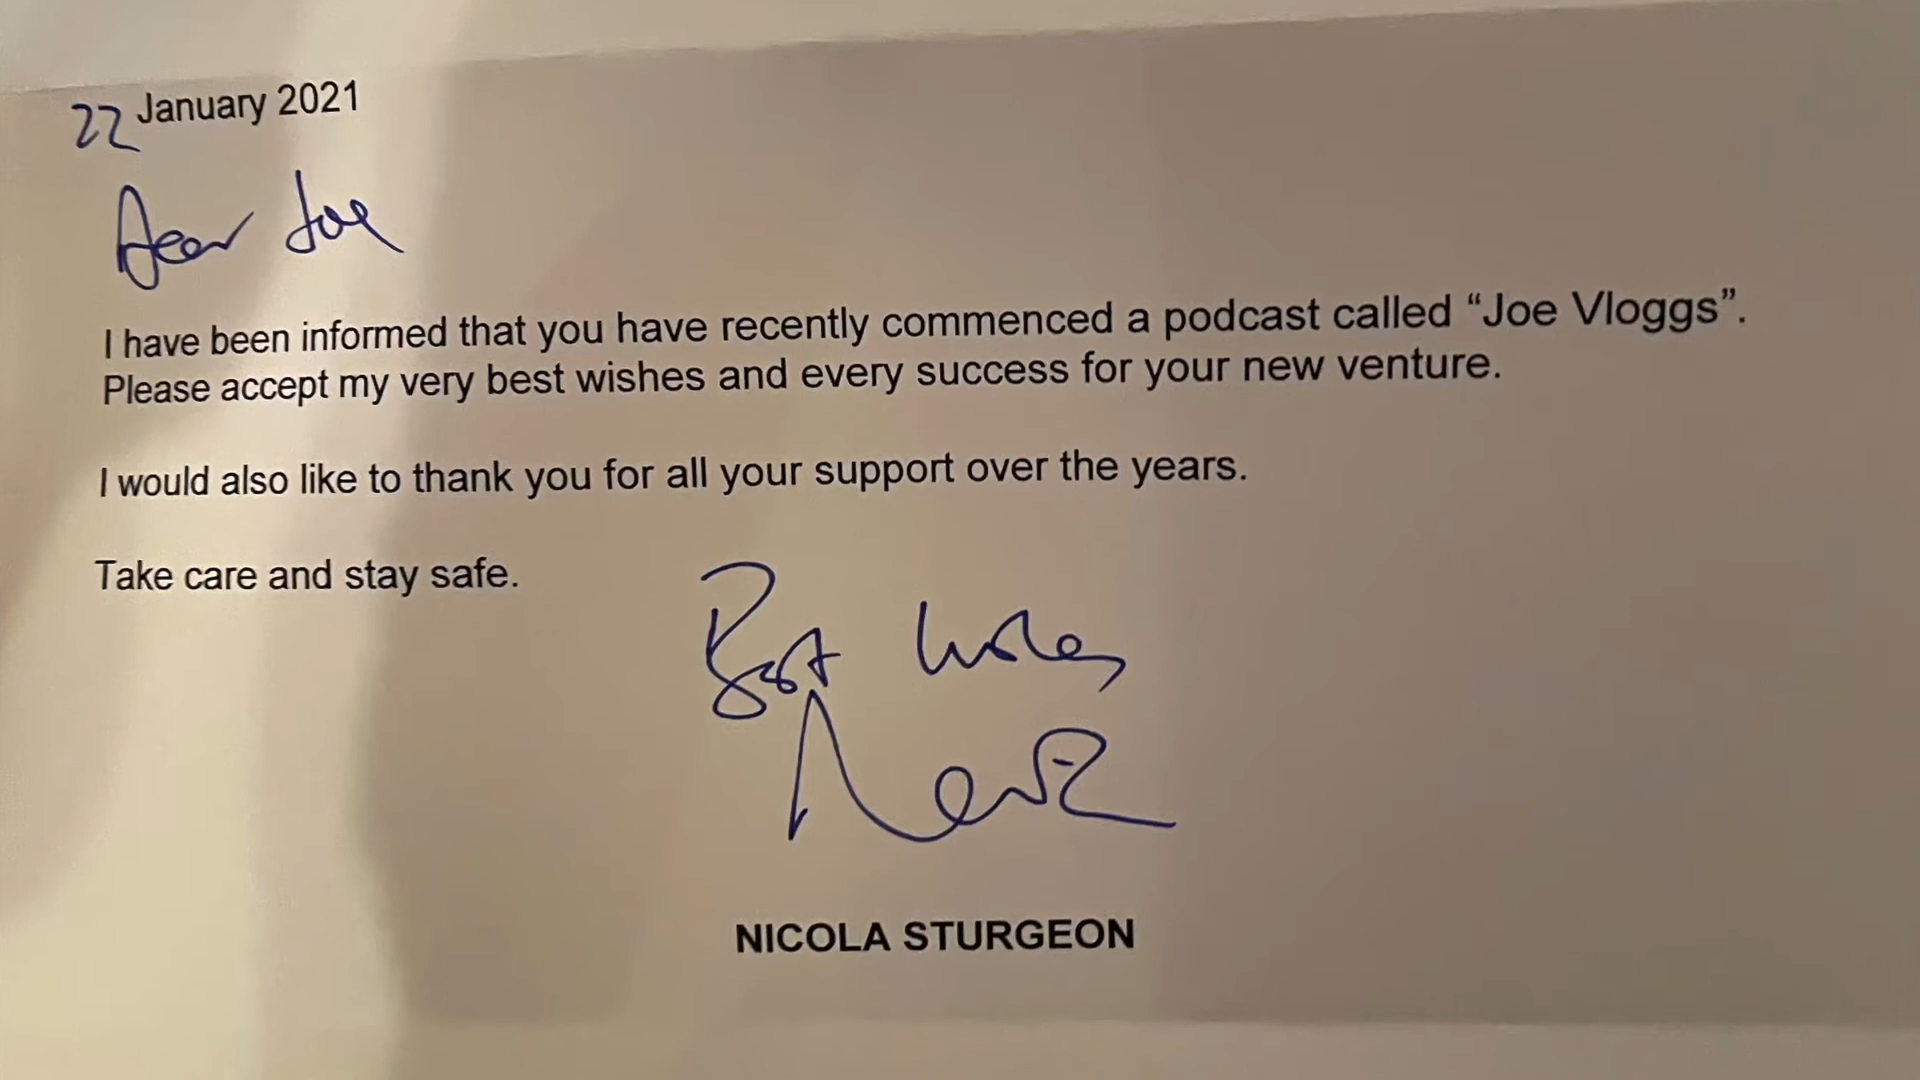 22 January 2021
Dear Joe
I have been informed that you have recently commenced a podcast called “Joe Vloggs”.
Please accept my very best wishes and every success for your new venture.
I would also like to thank you for all your support over the years.
Take care and stay safe.
Best wishes
NICOLA STURGEON